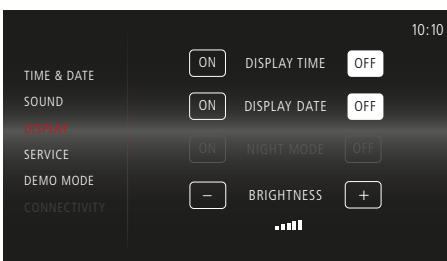 10:10
TIME & DATE
SOUND
DISPLAY
SERVICE
DEMO MODE
CONNECTIVITY
ON DISPLAY TIME OFF
ON DISPLAY DATE OFF
ON NIGHT MODE OFF
– BRIGHTNESS +